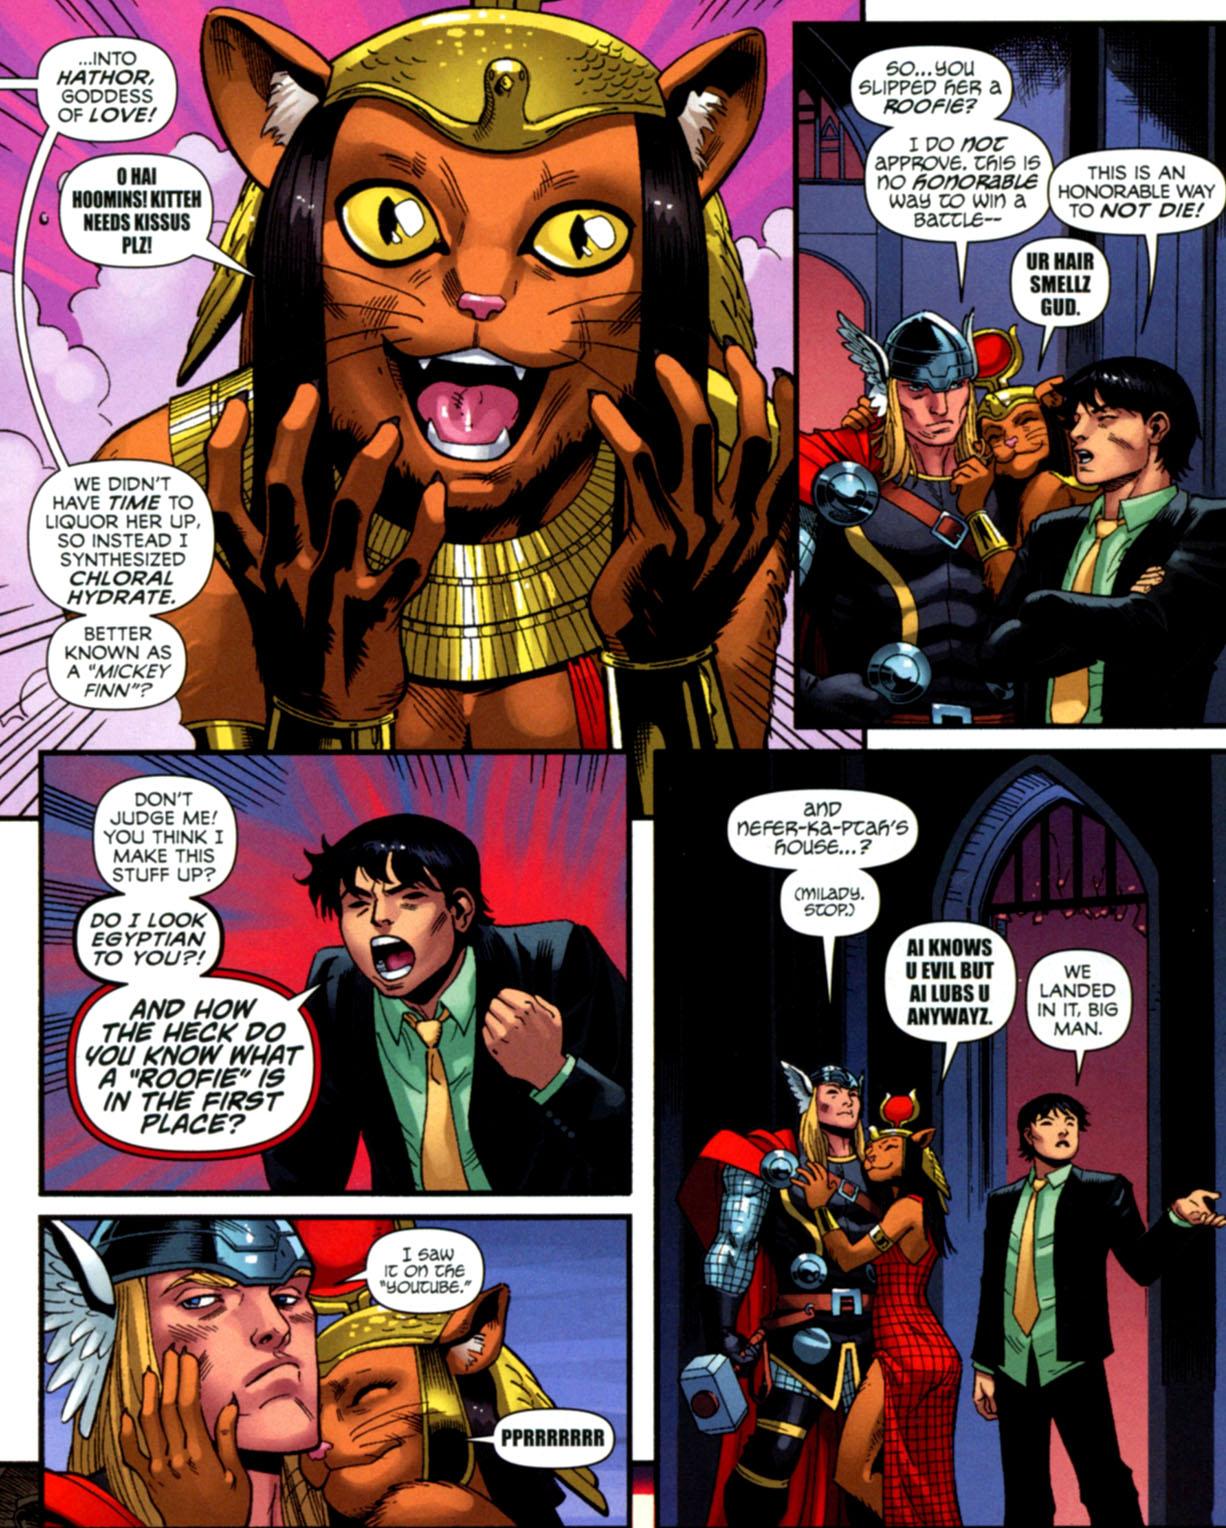 ...INTO
HATHOR,
GODDESS
OF LOVE!
O HAI
HOOMINS! KITTEH
NEEDS KISSUS
PLZ!
WE DIDN'T
HAVE TIME TO
LIQUOR HER UP,
SO INSTEAD I
SYNTHESIZED
CHLORAL
HYDRATE.
BETTER
KNOWN AS
A "MICKEY
FINN"?
SO...YOU
SLIPPED HER A
ROOFIE?
I DO NOT
APPROVE. THIS IS
NO HONORABLE
WAY TO WIN A
BATTLE--
THIS IS AN
HONORABLE WAY
TO NOT DIE!
UR HAIR
SMELLZ
GUD.
DON'T
JUDGE ME!
YOU THINK I
MAKE THIS
STUFF UP?
DO I LOOK
EGYPTIAN
TO YOU?!
AND HOW
THE HECK DO
YOU KNOW WHAT
A "ROOFIE" IS
IN THE FIRST
PLACE?
I SAW
IT ON THE
"YOUTUBE."
PPRRRRRRR
AND
NEFER-KA-PTAH'S
HOUSE...?
(MILADY.
STOP.)
AI KNOWS
U EVIL BUT
AI LUBS U
ANYWAYZ.
WE
LANDED
IN IT, BIG
MAN.